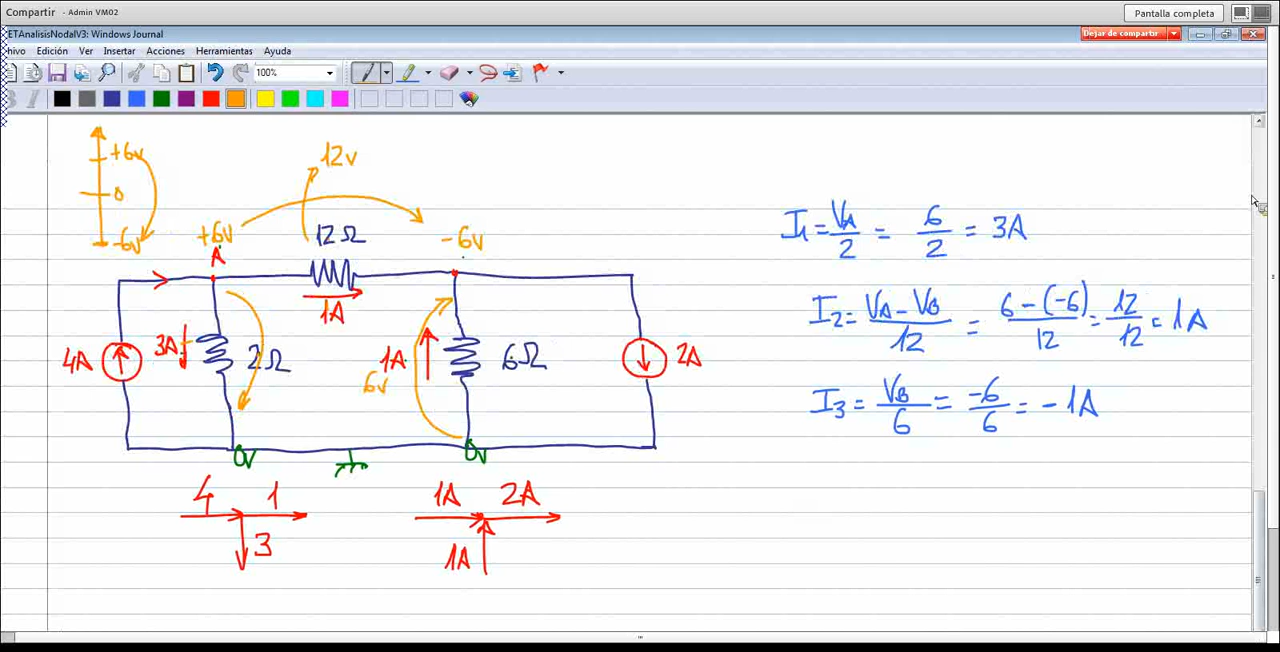 Compartir - Admin VM02
Pantalla completa
ETAnalisisNodalV3: Windows Journal
Dejar de compartir
hivo Edición Ver Insertar Acciones Herramientas Ayuda
100%
+6v
0
-6v
12v
+6v
12Ω
-6v
A
1A
4A
3A
2Ω
1A
6v
6Ω
2A
0v
0v
4 1
3
1A 2A
1A
I1 = VA/2 = 6/2 = 3A
I2 = VA - VB/12 = 6 - (-6)/12 = 12/12 = 1A
I3 = VB/6 = -6/6 = -1A